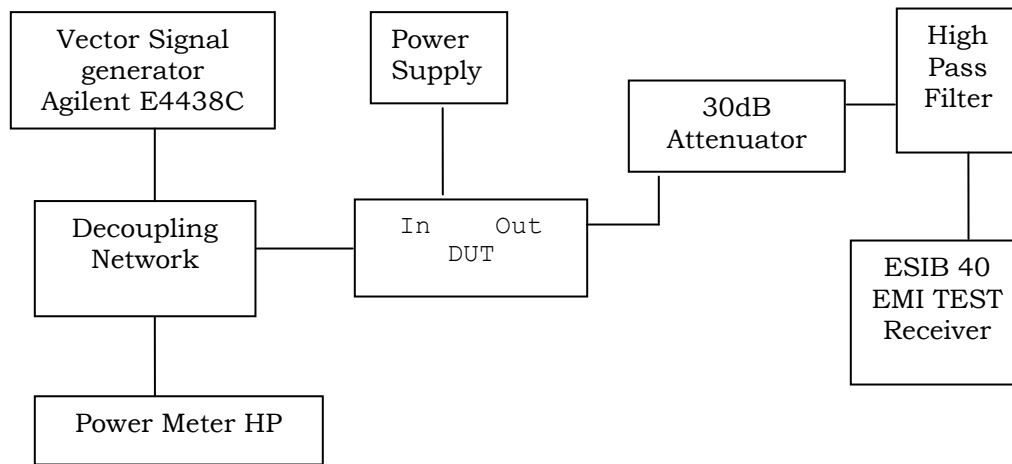 Vector Signal
generator
Agilent E4438C
Power
Supply
High
Pass
Filter
30dB
Attenuator
Decoupling
Network
In Out
DUT
ESIB 40
EMI TEST
Receiver
Power Meter HP